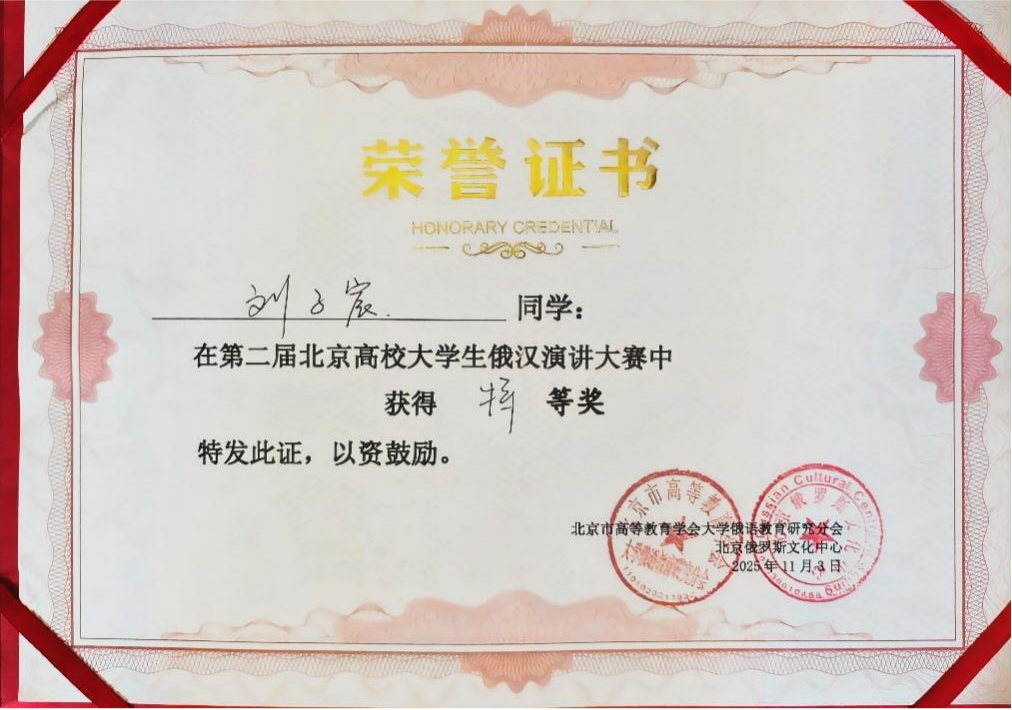 荣誉证书
HONORARY CREDENTIAL
刘子宸 同学：
在第二届北京高校大学生俄汉演讲大赛中
获得 特 等奖
特发此证，以资鼓励。
北京市高等教育学会大学俄语教育研究分会
北京俄罗斯文化中心
2025年11月3日